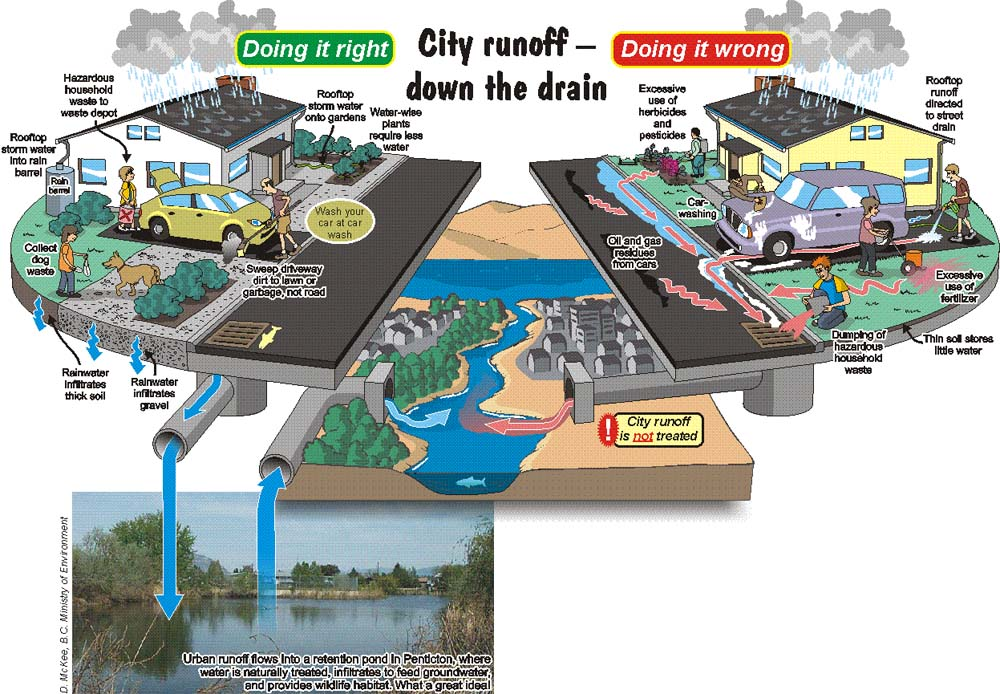 Doing it right
City runoff –
down the drain
Doing it wrong
Hazardous
household
waste to
waste depot
Rooftop
storm water
into rain
barrel
Rain
barrel
Rooftop
storm water
onto gardens
Water-wise
plants
require less
water
Wash your
car at car
wash
Collect
dog
waste
Sweep driveway
dirt to lawn or
garbage, not road
Rainwater
infiltrates
thick soil
Rainwater
infiltrates
gravel
Excessive
use of
herbicides
and
pesticides
Rooftop
runoff
directed
to street
drain
Car-
washing
Oil and gas
residues
from cars
Excessive
use of
fertilizer
Dumping of
hazardous
household
waste
Thin soil stores
little water
!
City runoff
is not treated
D. McKee, B.C. Ministry of Environment
Urban runoff flows into a retention pond in Penticton, where
water is naturally treated, infiltrates to feed groundwater,
and provides wildlife habitat. What a great idea!